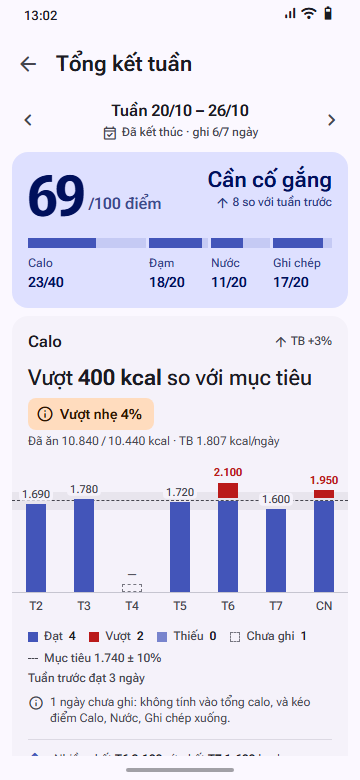 13:02
Tổng kết tuần
Tuần 20/10 – 26/10
Đã kết thúc · ghi 6/7 ngày
69 /100 điểm
Cần cố gắng
↑ 8 so với tuần trước
Calo Đạm Nước Ghi chép
23/40 18/20 11/20 17/20
Calo
↑ TB +3%
Vượt 400 kcal so với mục tiêu
Vượt nhẹ 4%
Đã ăn 10.840 / 10.440 kcal · TB 1.807 kcal/ngày
1.690 1.780 — 1.720 2.100 1.600 1.950
T2 T3 T4 T5 T6 T7 CN
Đạt 4 Vượt 2 Thiếu 0 Chưa ghi 1
Mục tiêu 1.740 ± 10%
Tuần trước đạt 3 ngày
1 ngày chưa ghi: không tính vào tổng calo, và kéo
điểm Calo, Nước, Ghi chép xuống.